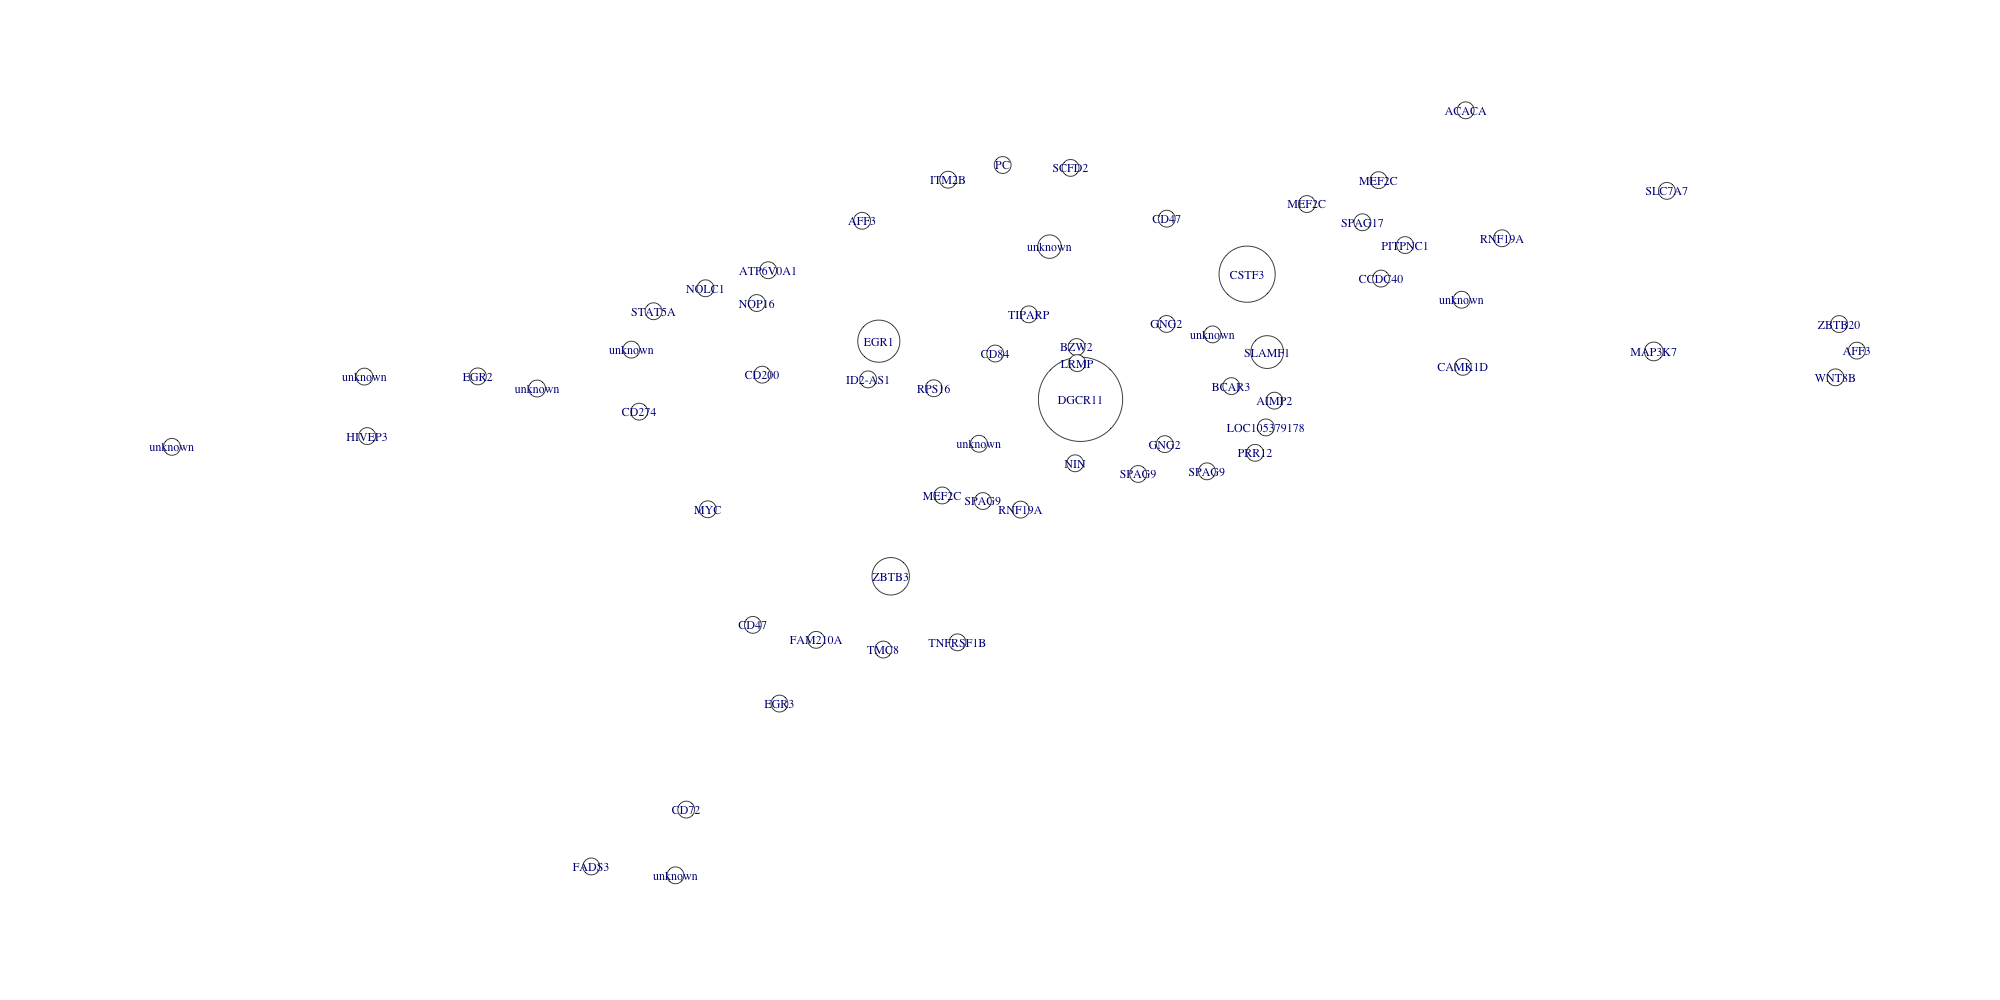 ACACA
PC
SCFD2
ITM2B
MEF2C
SLC7A7
MEF2C
CD47
AFF3
SPAG17
RNF19A
PITPNC1
unknown
ATP6V0A1
CSTF3
CCDC40
NOLC1
unknown
NOP16
STAT5A
TIPARP
GNG2
ZBTB20
unknown
EGR1
BZW2
unknown
CD84
SLAMF1
MAP3K7
AFF3
LRMP
CAMK1D
CD200
unknown
EGR2
WNT8B
ID2-AS1
BCAR3
RPS16
unknown
DGCR11
AIMP2
CD274
LOC105379178
HIVEP3
unknown
GNG2
unknown
PRR12
NIN
SPAG9
SPAG9
MEF2C
SPAG9
RNF19A
MYC
ZBTB3
CD47
FAM210A
TNFRSF1B
TMC8
EGR3
CD72
FADS3
unknown